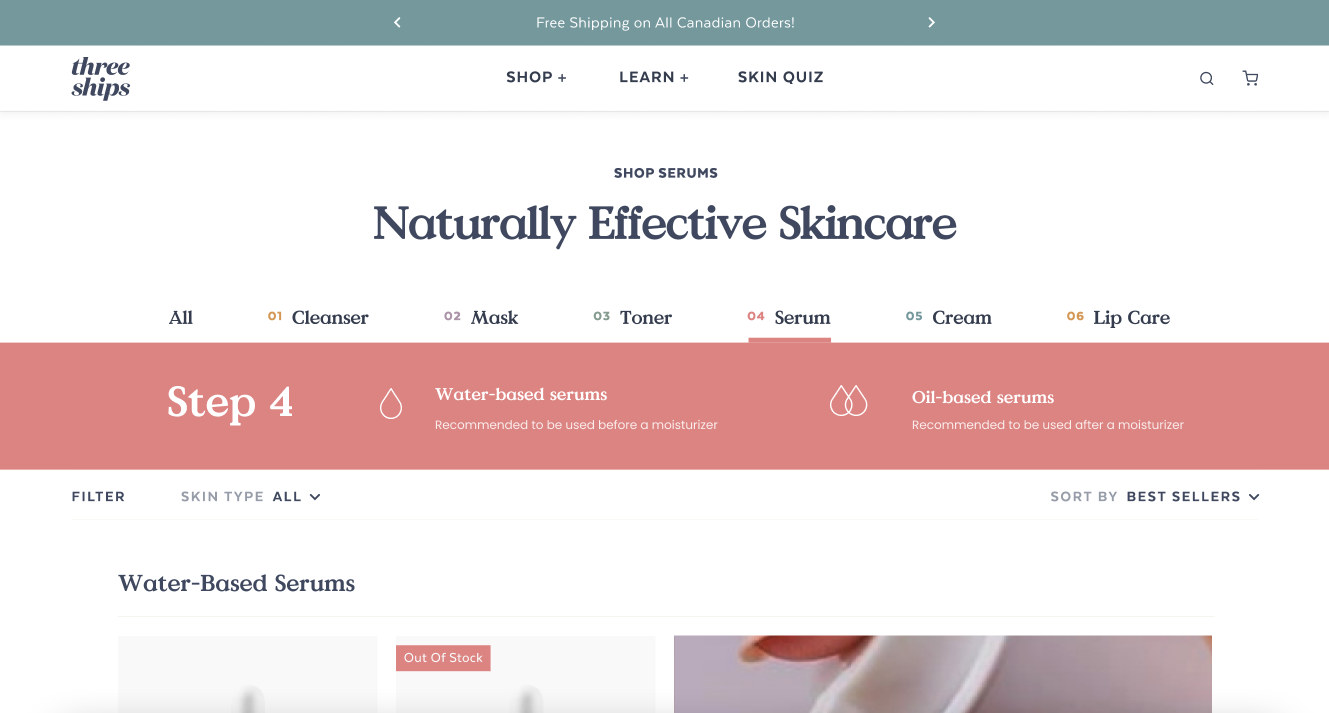 Free Shipping on All Canadian Orders!
three
ships
SHOP +
LEARN +
SKIN QUIZ
SHOP SERUMS
Naturally Effective Skincare
All
01 Cleanser
02 Mask
03 Toner
04 Serum
05 Cream
06 Lip Care
Step 4
Water-based serums
Recommended to be used before a moisturizer
Oil-based serums
Recommended to be used after a moisturizer
FILTER
SKIN TYPE ALL
SORT BY BEST SELLERS
Water-Based Serums
Out Of Stock